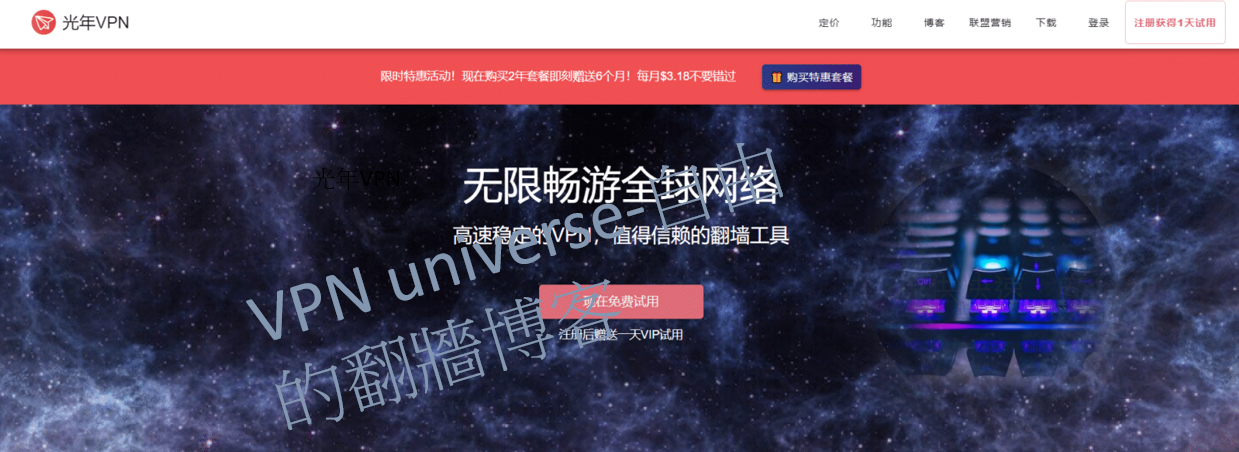 光年VPN
定价 功能 博客 联盟营销 下载 登录 注册获得1天试用
限时特惠活动！现在购买2年套餐即刻赠送6个月！每月$3.18不要错过
购买特惠套餐
光年VPN
无限畅游全球网络
高速稳定的VPN，值得信赖的翻墙工具
现在免费试用
注册后赠送一天VIP试用
VPN universe-自由
的翻牆博客
ctrl